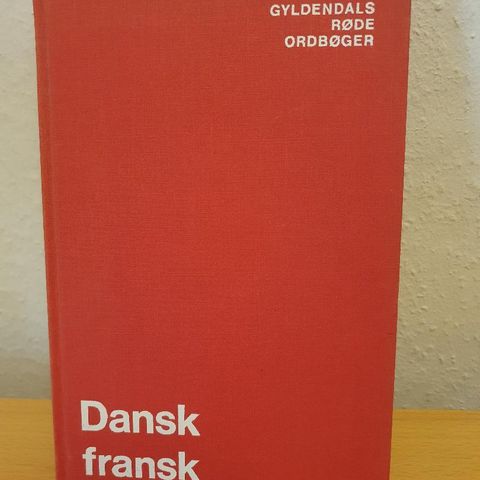 GYLDENDALS
RØDE
ORDBØGER
Dansk
fransk